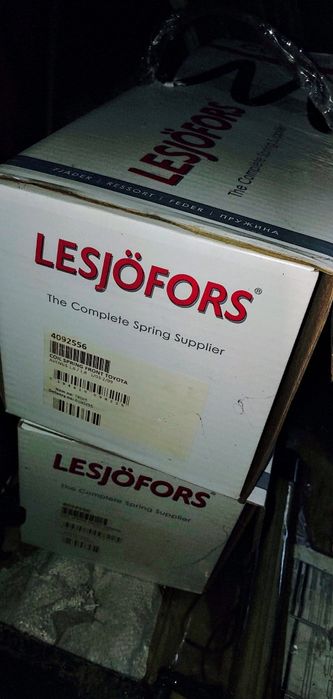 LESJÖFORS
The Complete Spring Supplier
FJÄDER | RESSORT | FEDER | ПРУЖИНА
LESJÖFORS®
The Complete Spring Supplier
4092556
COIL SPRING FRONT TOYOTA
LESJÖFORS®
The Complete Spring Supplier